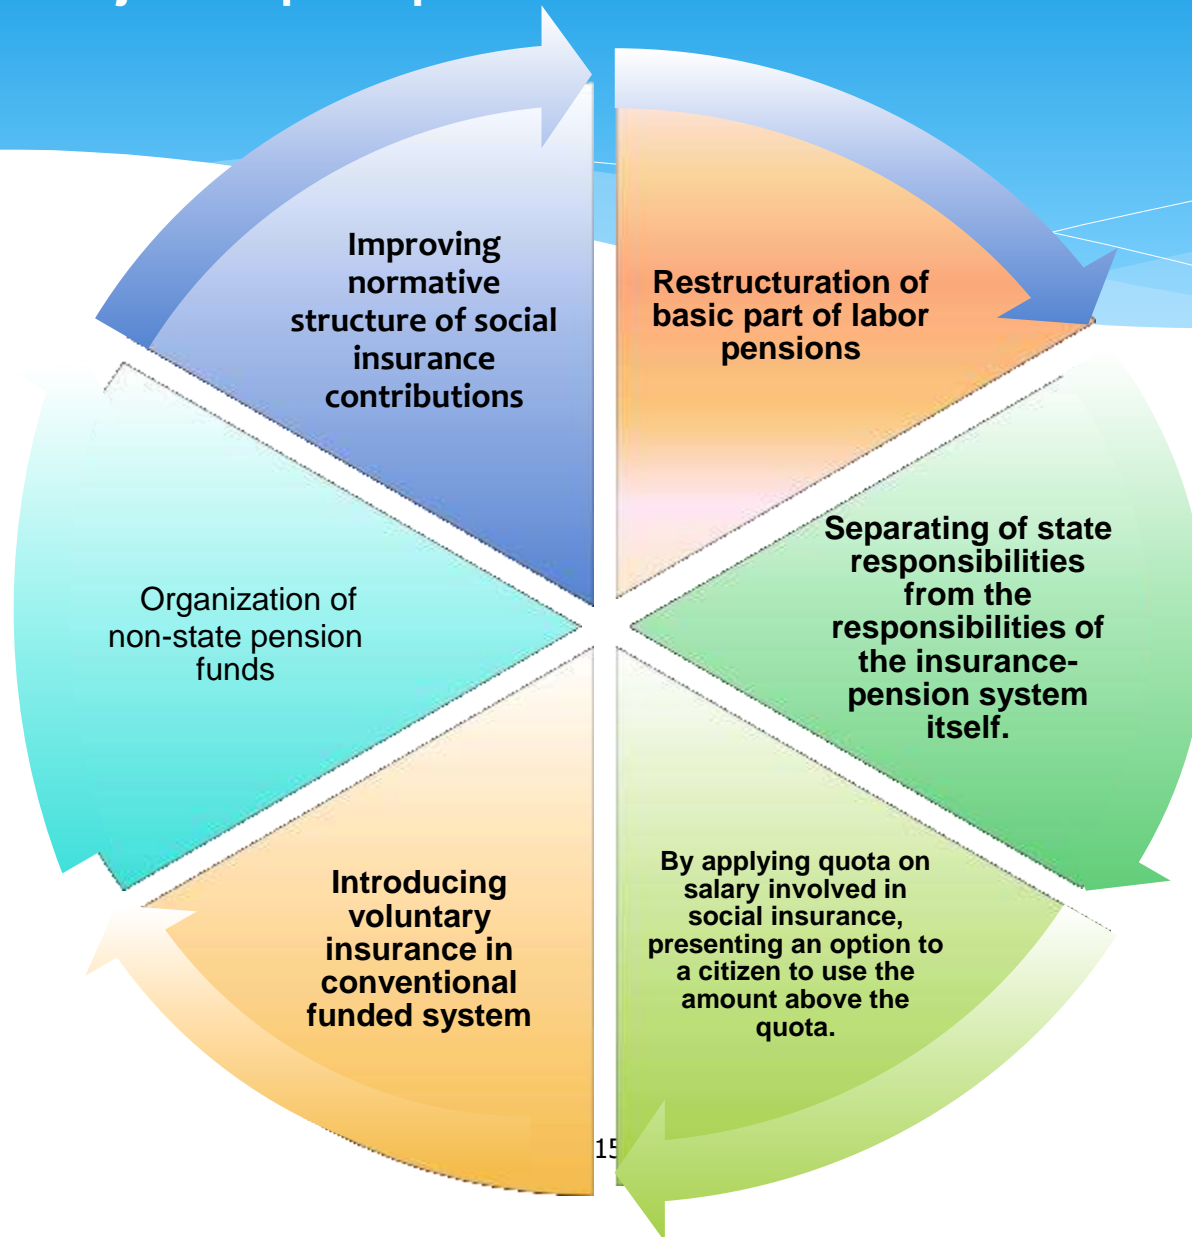 Improving
normative
structure of social
insurance
contributions
Restructuration of
basic part of labor
pensions
Separating of state
responsibilities
from the
responsibilities of
the insurance-
pension system
itself.
By applying quota on
salary involved in
social insurance,
presenting an option to
a citizen to use the
amount above the
quota.
Introducing
voluntary
insurance in
conventional
funded system
Organization of
non-state pension
funds
15